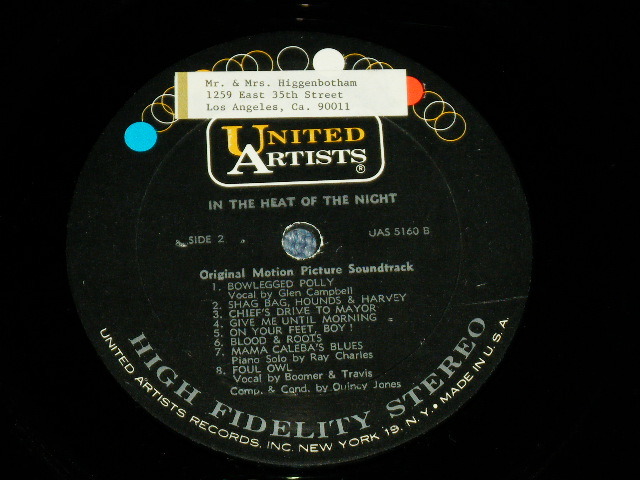 Mr. & Mrs. Higgenbotham
1259 East 35th Street
Los Angeles, Ca. 90011
UNITED
ARTISTS®
IN THE HEAT OF THE NIGHT
SIDE 2
UAS 5160 B
Original Motion Picture Soundtrack
1. BOWLEGGED POLLY
Vocal by Glen Campbell
2. SHAG BAG, HOUNDS & HARVEY
3. CHIEF'S DRIVE TO MAYOR
4. GIVE ME UNTIL MORNING
5. ON YOUR FEET, BOY!
6. BLOOD & ROOTS
7. MAMA CALEBA'S BLUES
Piano Solo by Ray Charles
8. FOUL OWL
Vocal by Boomer & Travis
Comp. & Cond. by Quincy Jones
HIGH FIDELITY STEREO
UNITED ARTISTS RECORDS, INC. NEW YORK 19, N.Y. • MADE IN U.S.A.